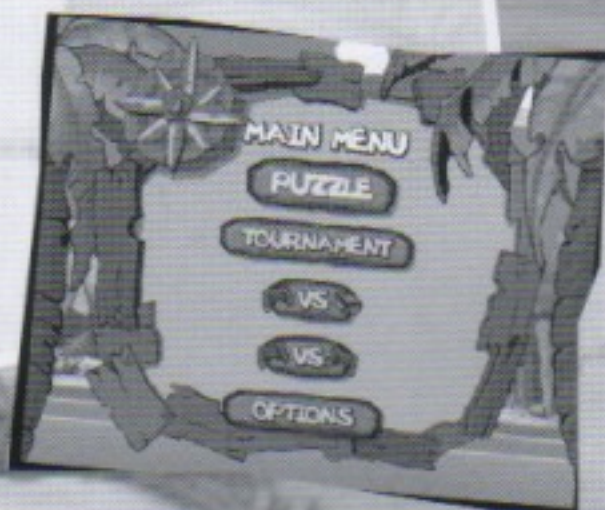 MAIN MENU
PUZZLE
TOURNAMENT
VS
VS
OPTIONS